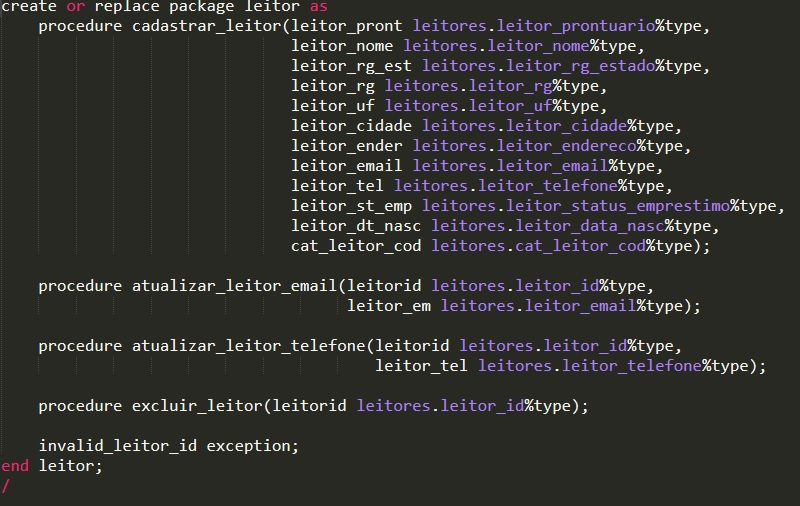 create or replace package leitor as
procedure cadastrar_leitor(leitor_pront leitores.leitor_prontuario%type,
leitor_nome leitores.leitor_nome%type,
leitor_rg_est leitores.leitor_rg_estado%type,
leitor_rg leitores.leitor_rg%type,
leitor_uf leitores.leitor_uf%type,
leitor_cidade leitores.leitor_cidade%type,
leitor_ender leitores.leitor_endereco%type,
leitor_email leitores.leitor_email%type,
leitor_tel leitores.leitor_telefone%type,
leitor_st_emp leitores.leitor_status_emprestimo%type,
leitor_dt_nasc leitores.leitor_data_nasc%type,
cat_leitor_cod leitores.cat_leitor_cod%type);
procedure atualizar_leitor_email(leitorid leitores.leitor_id%type,
leitor_em leitores.leitor_email%type);
procedure atualizar_leitor_telefone(leitorid leitores.leitor_id%type,
leitor_tel leitores.leitor_telefone%type);
procedure excluir_leitor(leitorid leitores.leitor_id%type);
invalid_leitor_id exception;
end leitor;
/